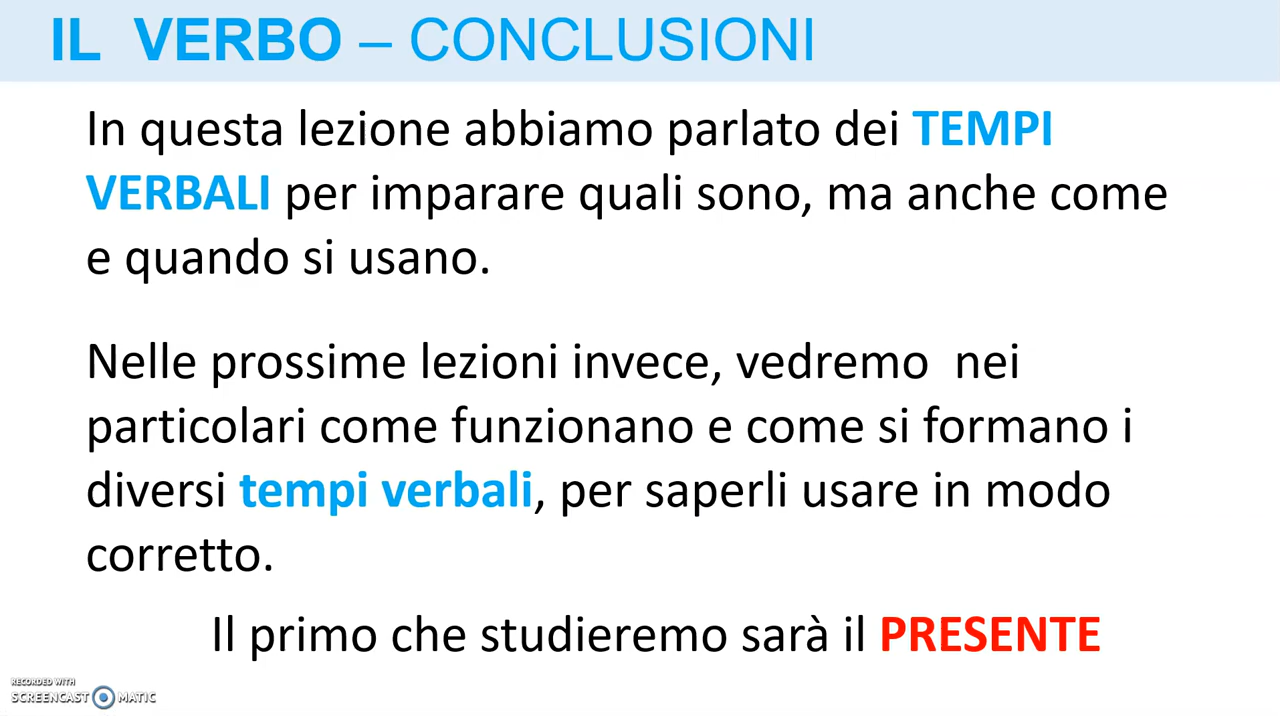 IL VERBO – CONCLUSIONI
In questa lezione abbiamo parlato dei TEMPI
VERBALI per imparare quali sono, ma anche come
e quando si usano.
Nelle prossime lezioni invece, vedremo nei
particolari come funzionano e come si formano i
diversi tempi verbali, per saperli usare in modo
corretto.
Il primo che studieremo sarà il PRESENTE
RECORDED WITH
SCREENCAST MATIC